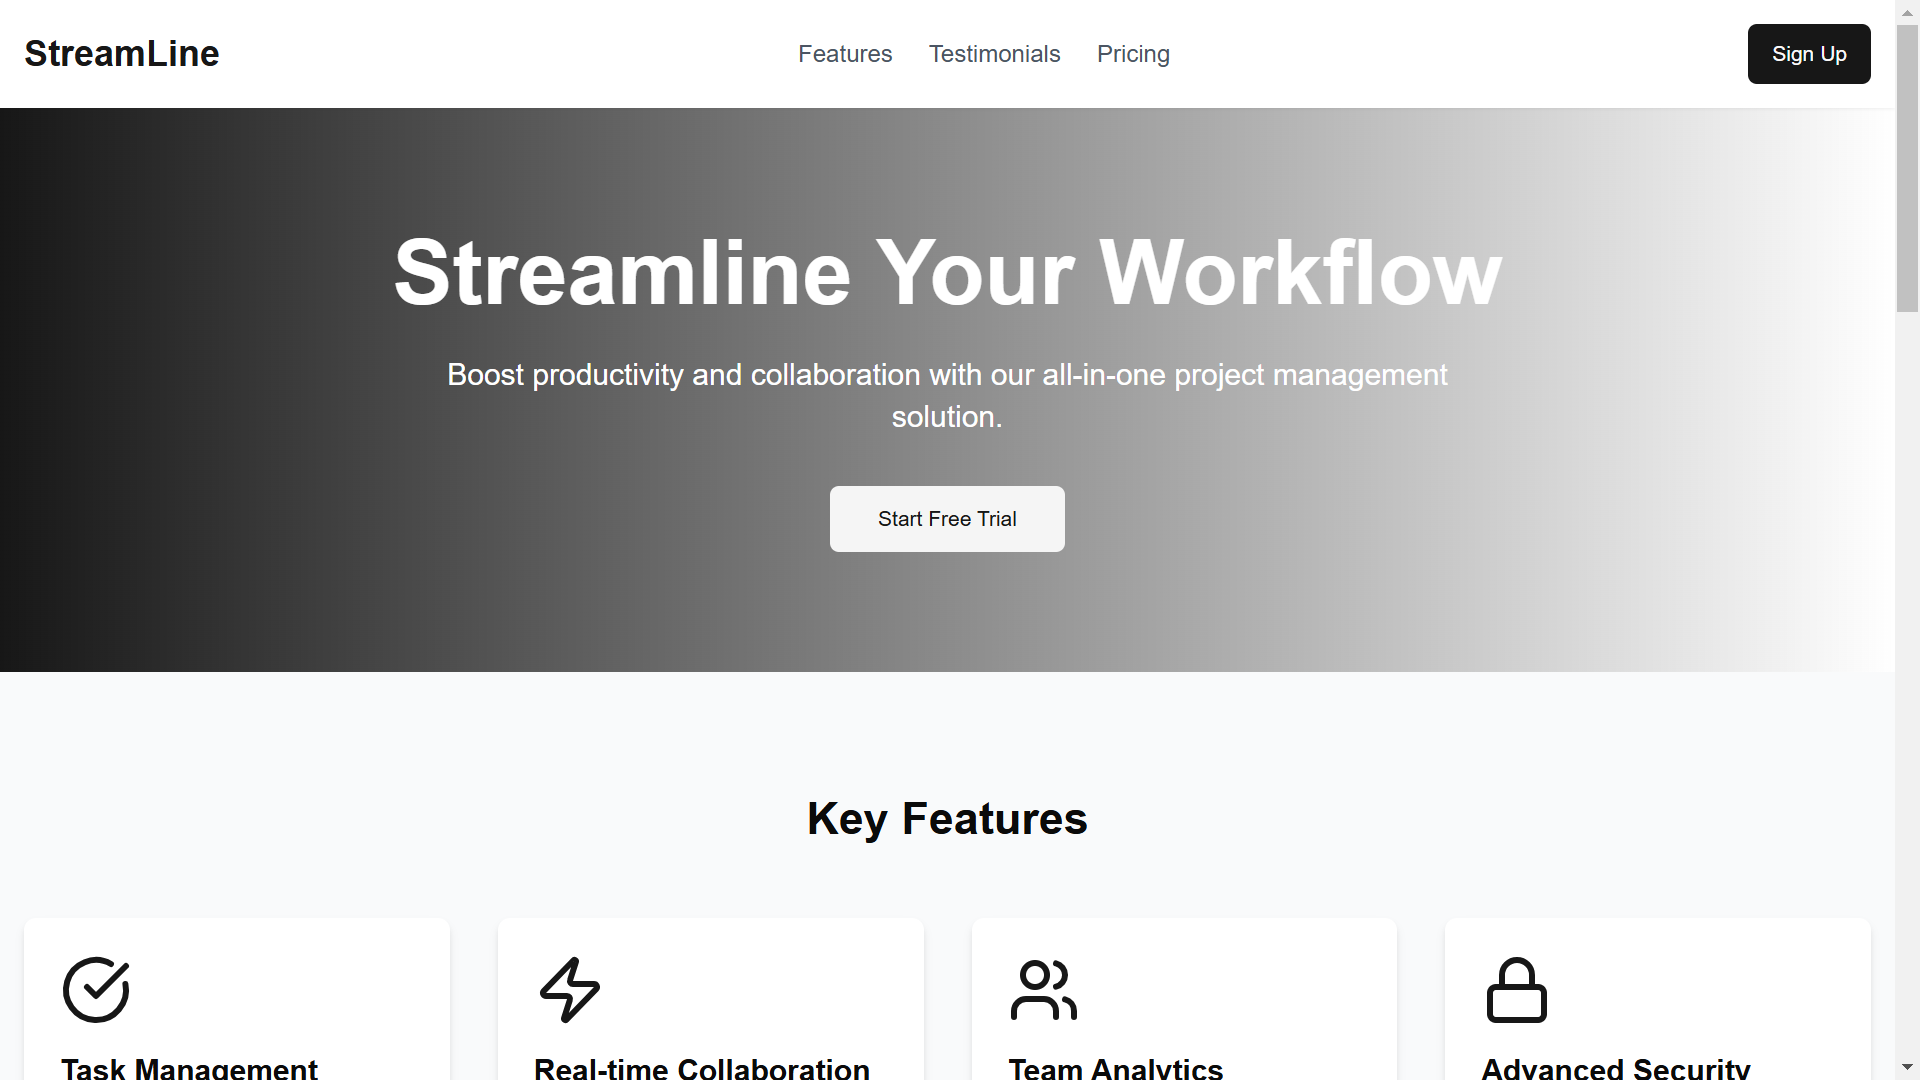 StreamLine
Features
Testimonials
Pricing
Sign Up
Streamline Your Workflow
Boost productivity and collaboration with our all-in-one project management
solution.
Start Free Trial
Key Features
Task Management
Real-time Collaboration
Team Analytics
Advanced Security